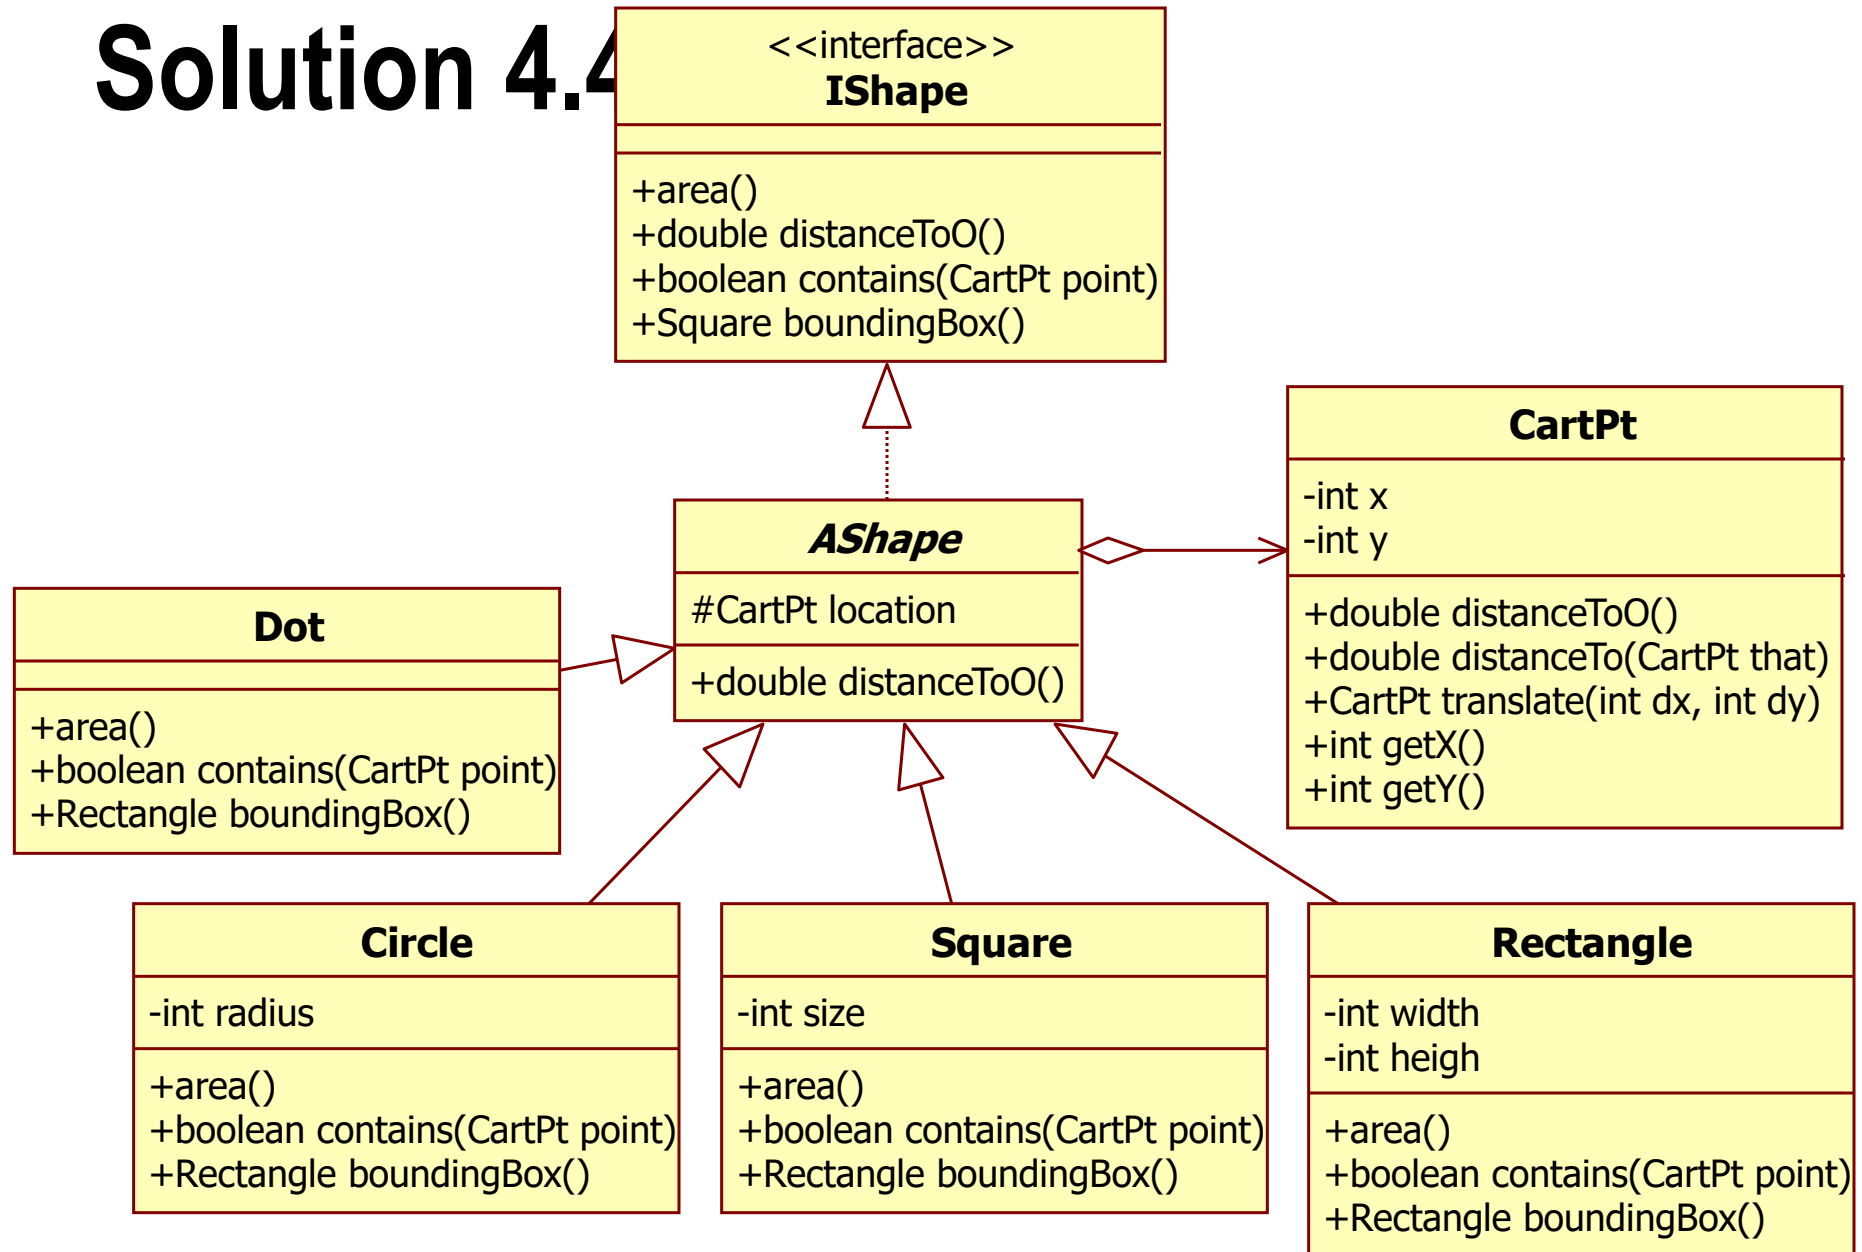 Solution 4.4
<<interface>>
IShape
+area()
+double distanceToO()
+boolean contains(CartPt point)
+Square boundingBox()
CartPt
-int x
-int y
+double distanceToO()
+double distanceTo(CartPt that)
+CartPt translate(int dx, int dy)
+int getX()
+int getY()
AShape
#CartPt location
+double distanceToO()
Dot
+area()
+boolean contains(CartPt point)
+Rectangle boundingBox()
Circle
-int radius
+area()
+boolean contains(CartPt point)
+Rectangle boundingBox()
Square
-int size
+area()
+boolean contains(CartPt point)
+Rectangle boundingBox()
Rectangle
-int width
-int heigh
+area()
+boolean contains(CartPt point)
+Rectangle boundingBox()